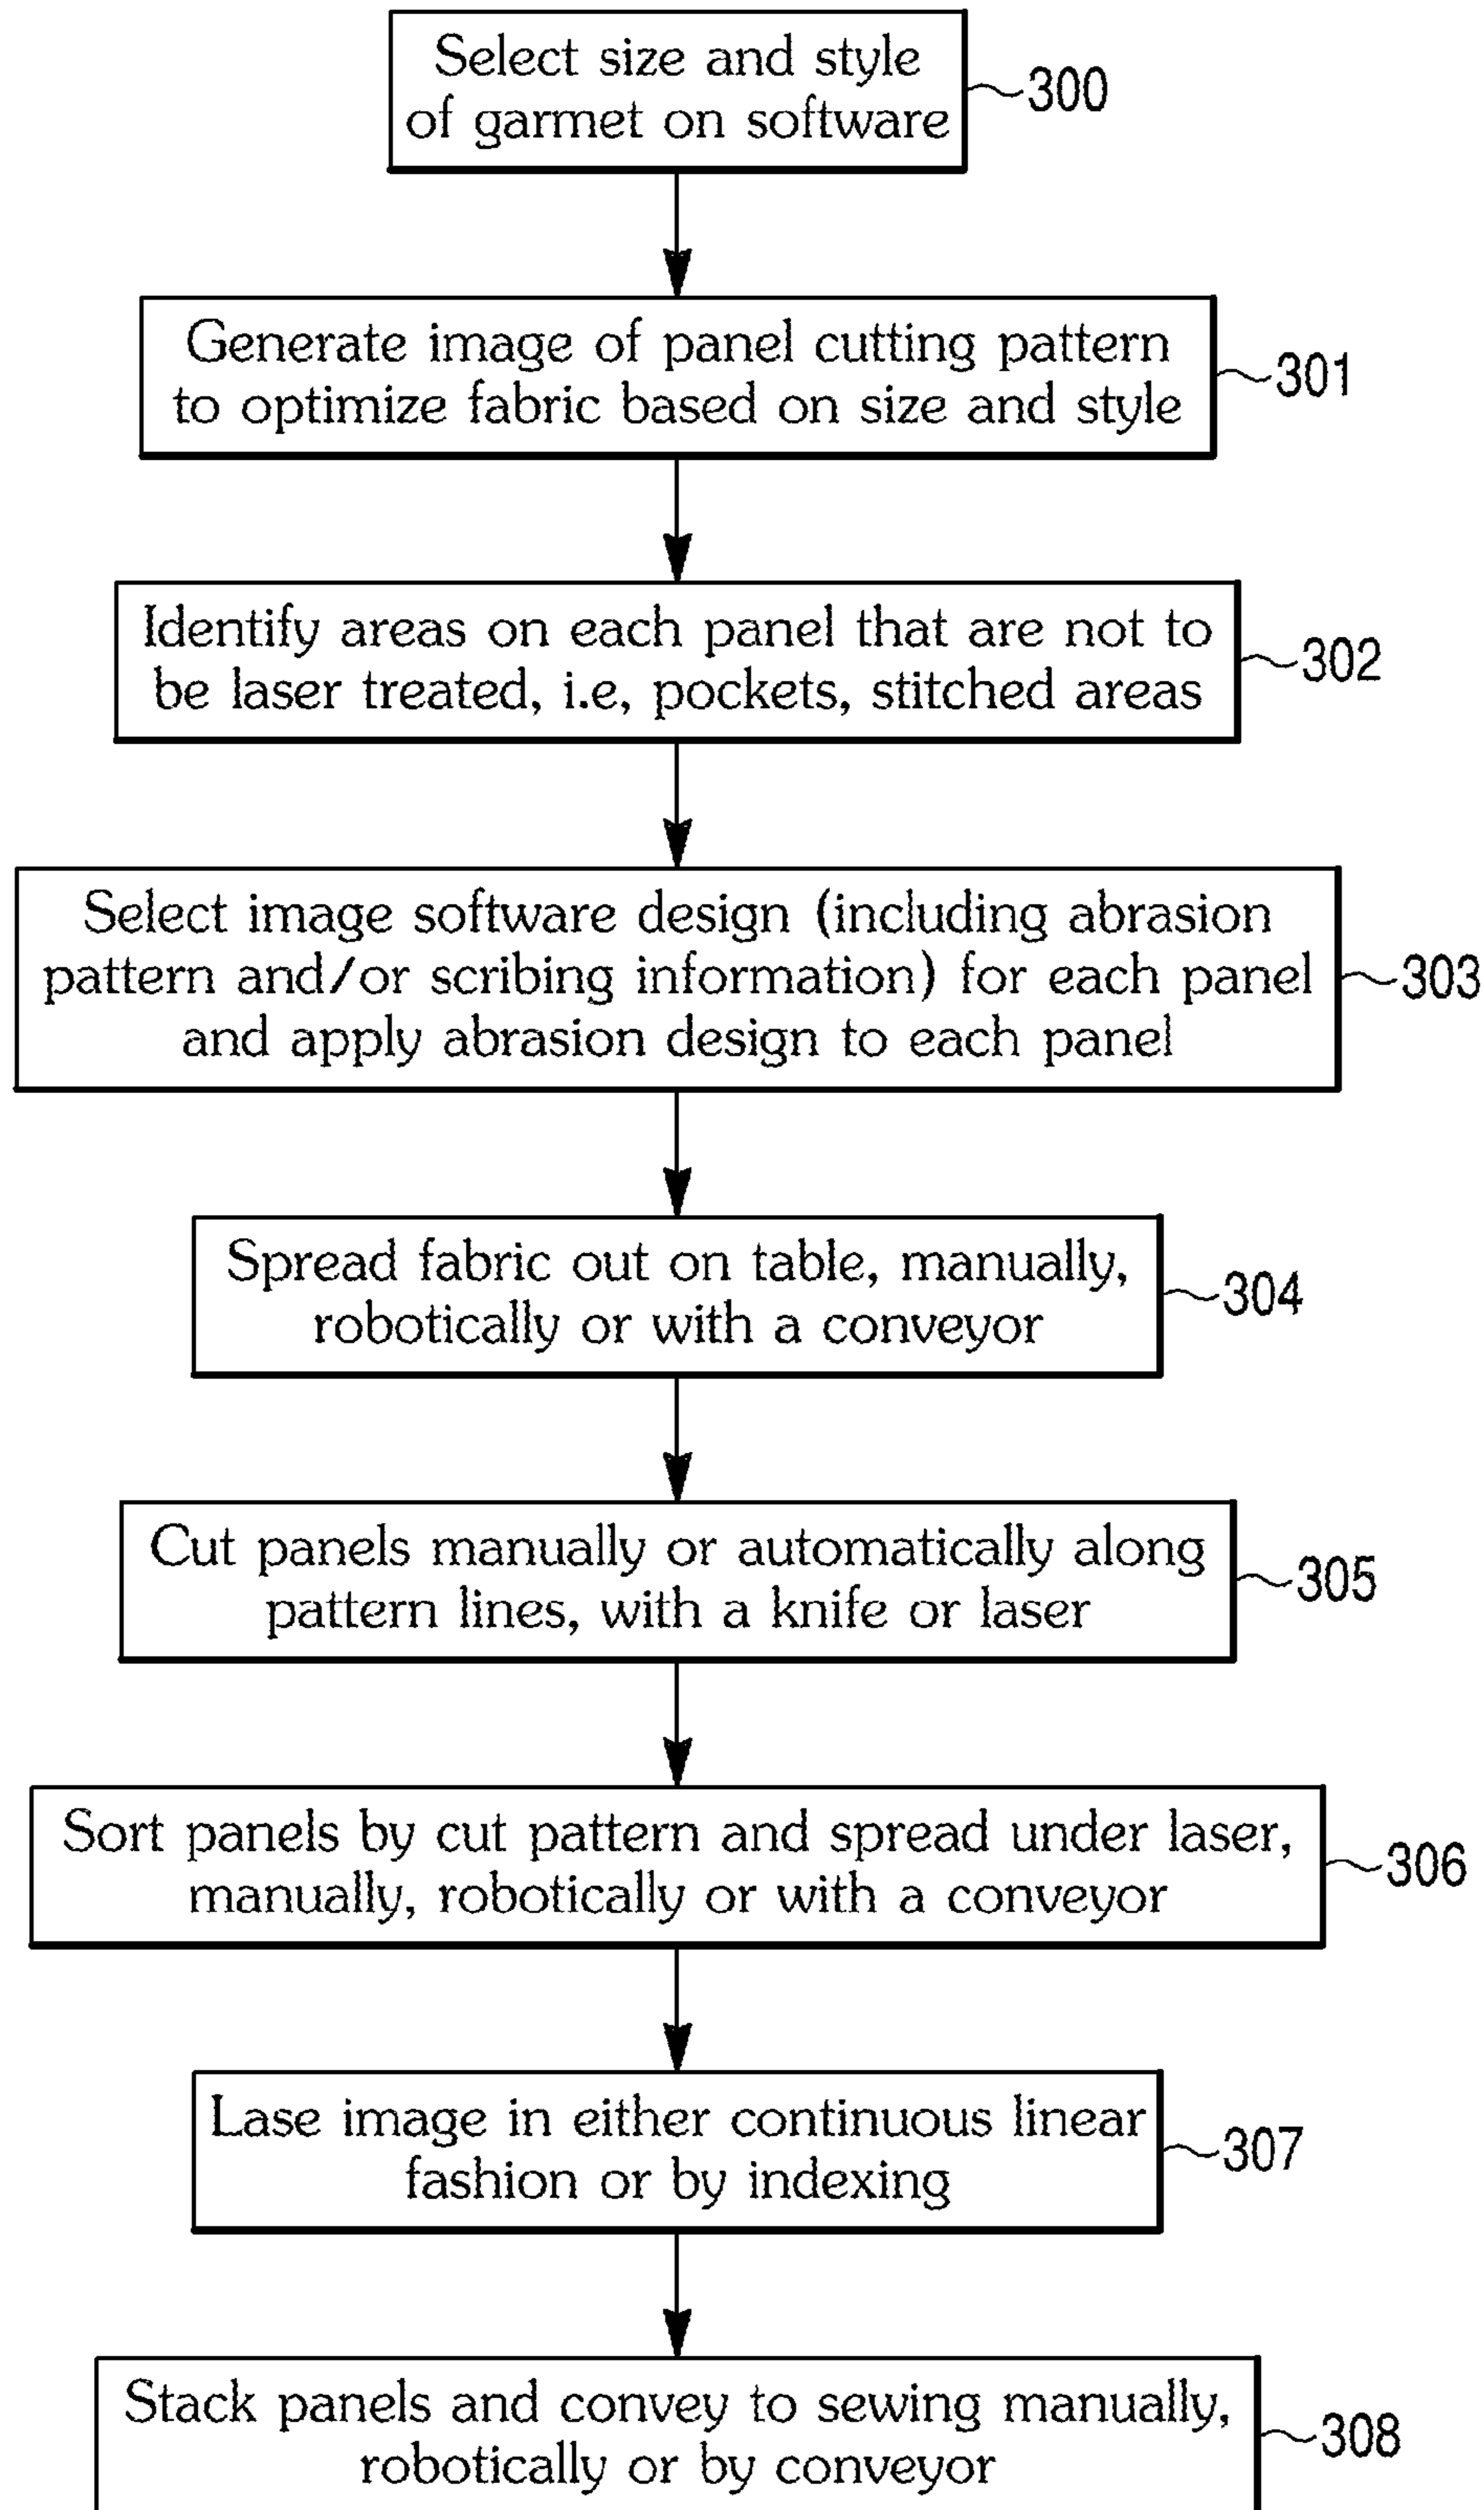 Select size and style
of garmet on software
300
Generate image of panel cutting pattern
to optimize fabric based on size and style
301
Identify areas on each panel that are not to
be laser treated, i.e, pockets, stitched areas
302
Select image software design (including abrasion
pattern and/or scribing information) for each panel
and apply abrasion design to each panel
303
Spread fabric out on table, manually,
robotically or with a conveyor
304
Cut panels manually or automatically along
pattern lines, with a knife or laser
305
Sort panels by cut pattern and spread under laser,
manually, robotically or with a conveyor
306
Lase image in either continuous linear
fashion or by indexing
307
Stack panels and convey to sewing manually,
robotically or by conveyor
308